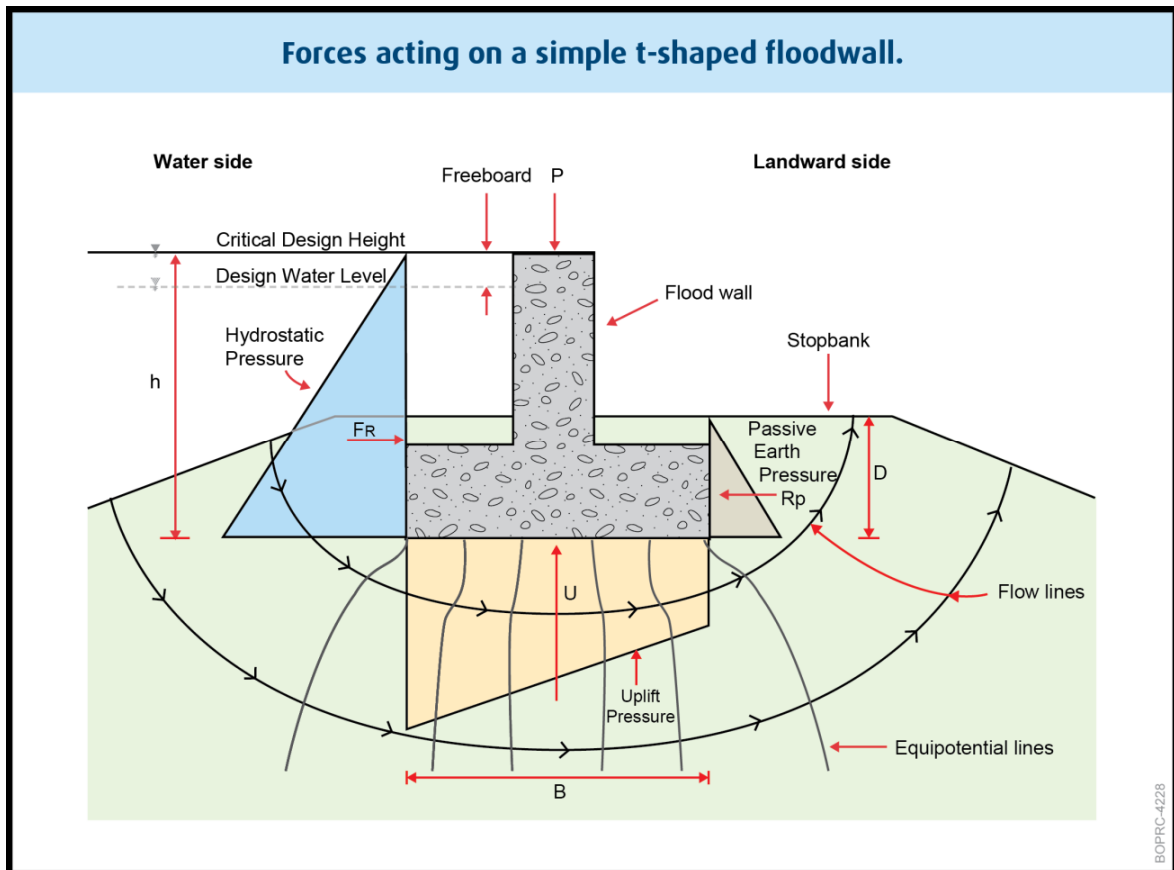 Forces acting on a simple t-shaped floodwall.
Water side
Landward side
Freeboard
P
Critical Design Height
Design Water Level
Flood wall
Hydrostatic
Pressure
Stopbank
h
FR
Passive
Earth
Pressure
Rp
D
U
Flow lines
Uplift
Pressure
Equipotential lines
B
BOPRC-4228